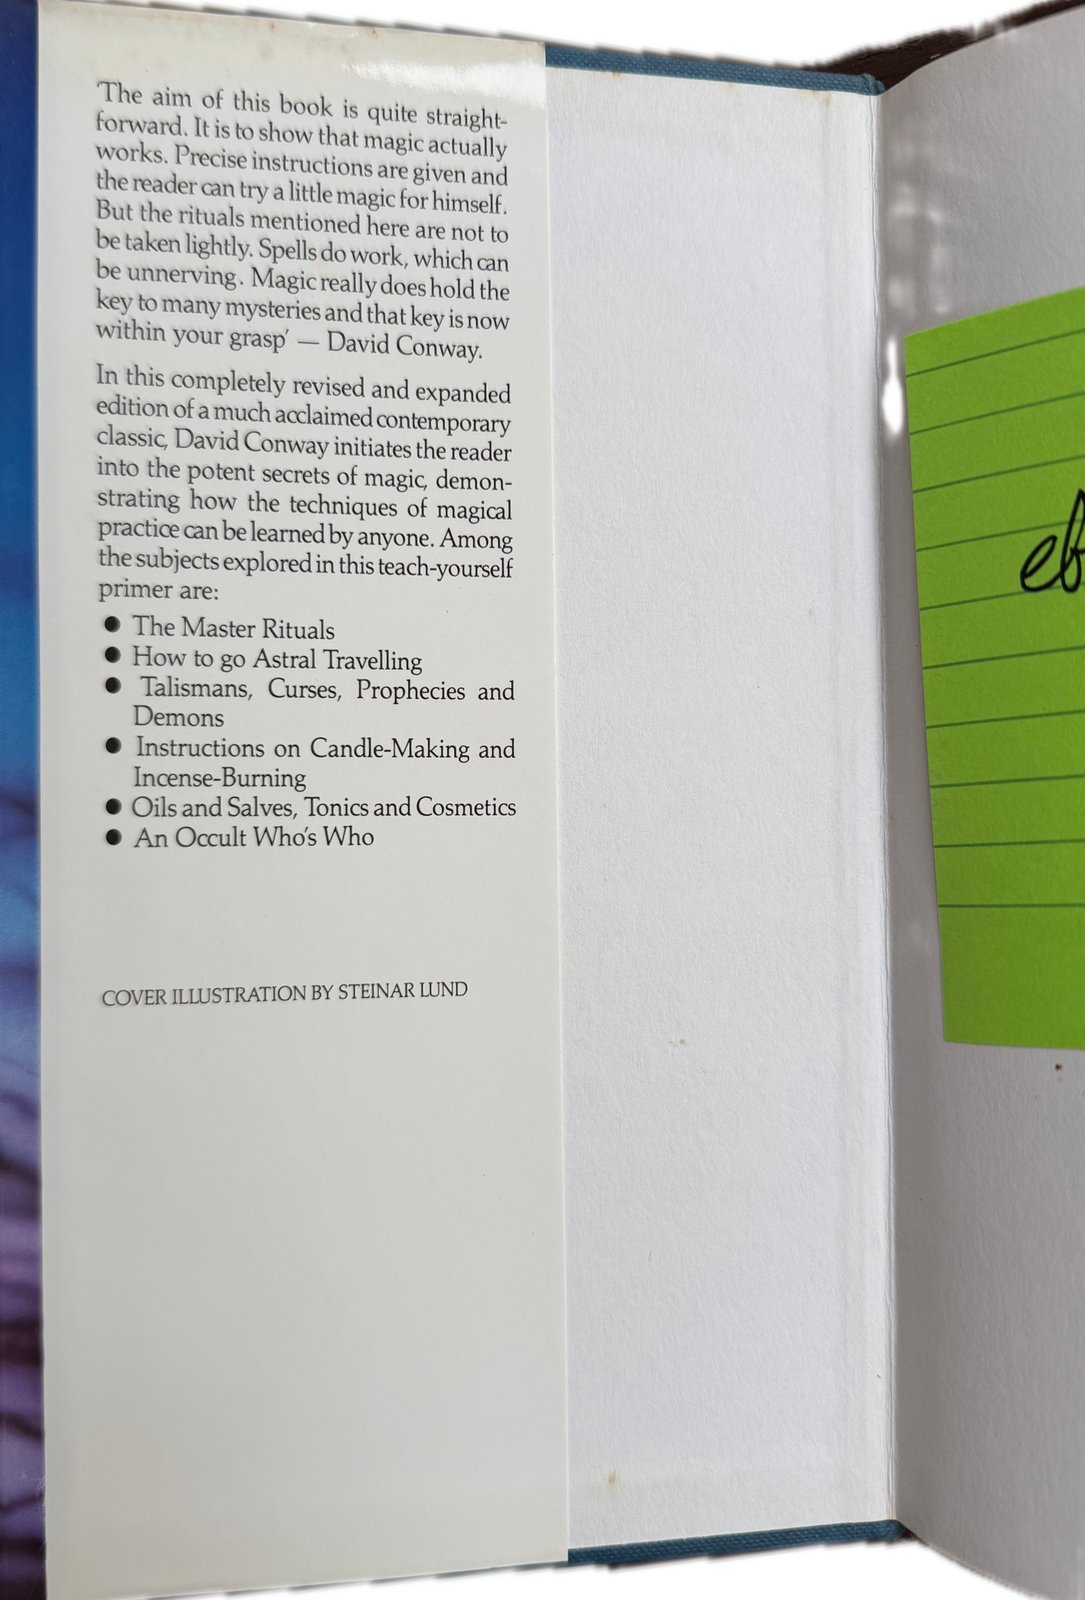 'The aim of this book is quite straight-
forward. It is to show that magic actually
works. Precise instructions are given and
the reader can try a little magic for himself.
But the rituals mentioned here are not to
be taken lightly. Spells do work, which can
be unnerving. Magic really does hold the
key to many mysteries and that key is now
within your grasp' — David Conway.
In this completely revised and expanded
edition of a much acclaimed contemporary
classic, David Conway initiates the reader
into the potent secrets of magic, demon-
strating how the techniques of magical
practice can be learned by anyone. Among
the subjects explored in this teach-yourself
primer are:
● The Master Rituals
● How to go Astral Travelling
● Talismans, Curses, Prophecies and
Demons
● Instructions on Candle-Making and
Incense-Burning
● Oils and Salves, Tonics and Cosmetics
● An Occult Who's Who
COVER ILLUSTRATION BY STEINAR LUND